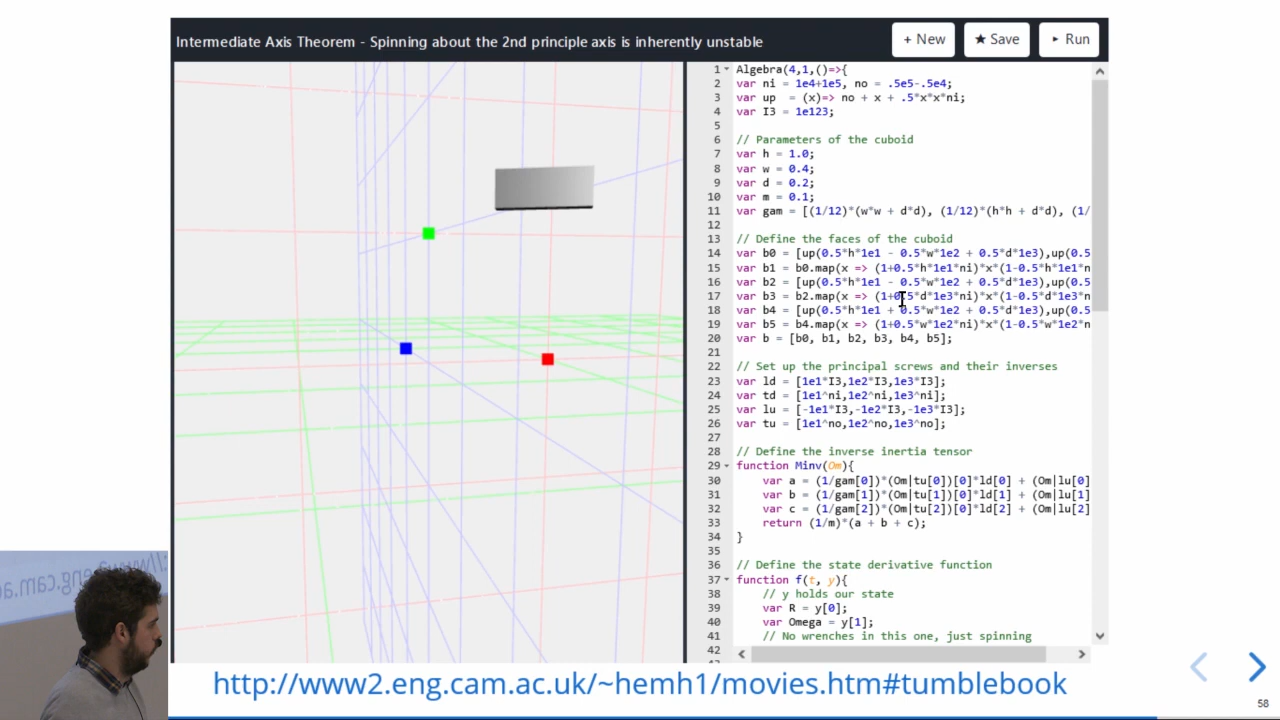 Intermediate Axis Theorem - Spinning about the 2nd principle axis is inherently unstable
+ New
★ Save
▸ Run
1 Algebra(4,1,()=>{
2 var ni = 1e4+1e5, no = .5e5-.5e4;
3 var up  = (x)=> no + x + .5*x*x*ni;
4 var I3 = 1e123;
5
6 // Parameters of the cuboid
7 var h = 1.0;
8 var w = 0.4;
9 var d = 0.2;
10 var m = 0.1;
11 var gam = [(1/12)*(w*w + d*d), (1/12)*(h*h + d*d), (1/
12
13 // Define the faces of the cuboid
14 var b0 = [up(0.5*h*1e1 - 0.5*w*1e2 + 0.5*d*1e3),up(0.5
15 var b1 = b0.map(x => (1+0.5*h*1e1*ni)*x*(1-0.5*h*1e1*n
16 var b2 = [up(0.5*h*1e1 - 0.5*w*1e2 + 0.5*d*1e3),up(0.5
17 var b3 = b2.map(x => (1+0.5*d*1e3*ni)*x*(1-0.5*d*1e3*n
18 var b4 = [up(0.5*h*1e1 + 0.5*w*1e2 + 0.5*d*1e3),up(0.5
19 var b5 = b4.map(x => (1+0.5*w*1e2*ni)*x*(1-0.5*w*1e2*n
20 var b = [b0, b1, b2, b3, b4, b5];
21
22 // Set up the principal screws and their inverses
23 var ld = [1e1*I3,1e2*I3,1e3*I3];
24 var td = [1e1^ni,1e2^ni,1e3^ni];
25 var lu = [-1e1*I3,-1e2*I3,-1e3*I3];
26 var tu = [1e1^no,1e2^no,1e3^no];
27
28 // Define the inverse inertia tensor
29 function Minv(Om){
30 var a = (1/gam[0])*(Om|tu[0])[0]*ld[0] + (Om|lu[0]
31 var b = (1/gam[1])*(Om|tu[1])[0]*ld[1] + (Om|lu[1]
32 var c = (1/gam[2])*(Om|tu[2])[0]*ld[2] + (Om|lu[2]
33 return (1/m)*(a + b + c);
34 }
35
36 // Define the state derivative function
37 function f(t, y){
38 // y holds our state
39 var R = y[0];
40 var Omega = y[1];
41 // No wrenches in this one, just spinning
42
http://www2.eng.cam.ac.uk/~hemh1/movies.htm#tumblebook
58